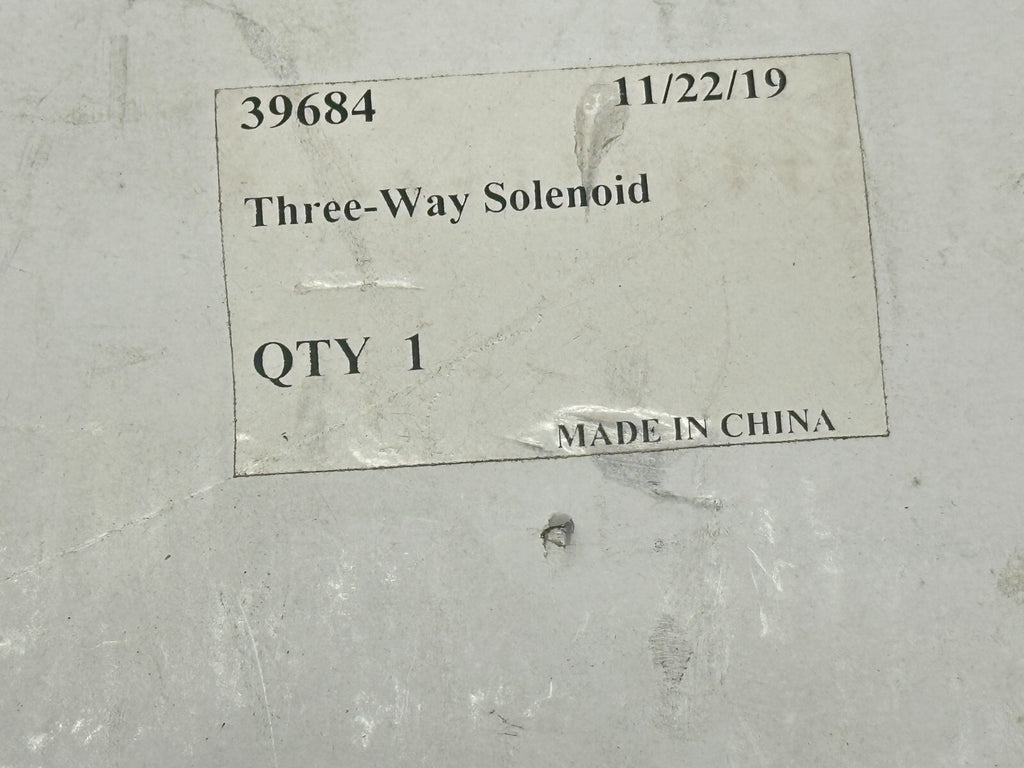 39684 11/22/19
Three-Way Solenoid
QTY 1
MADE IN CHINA